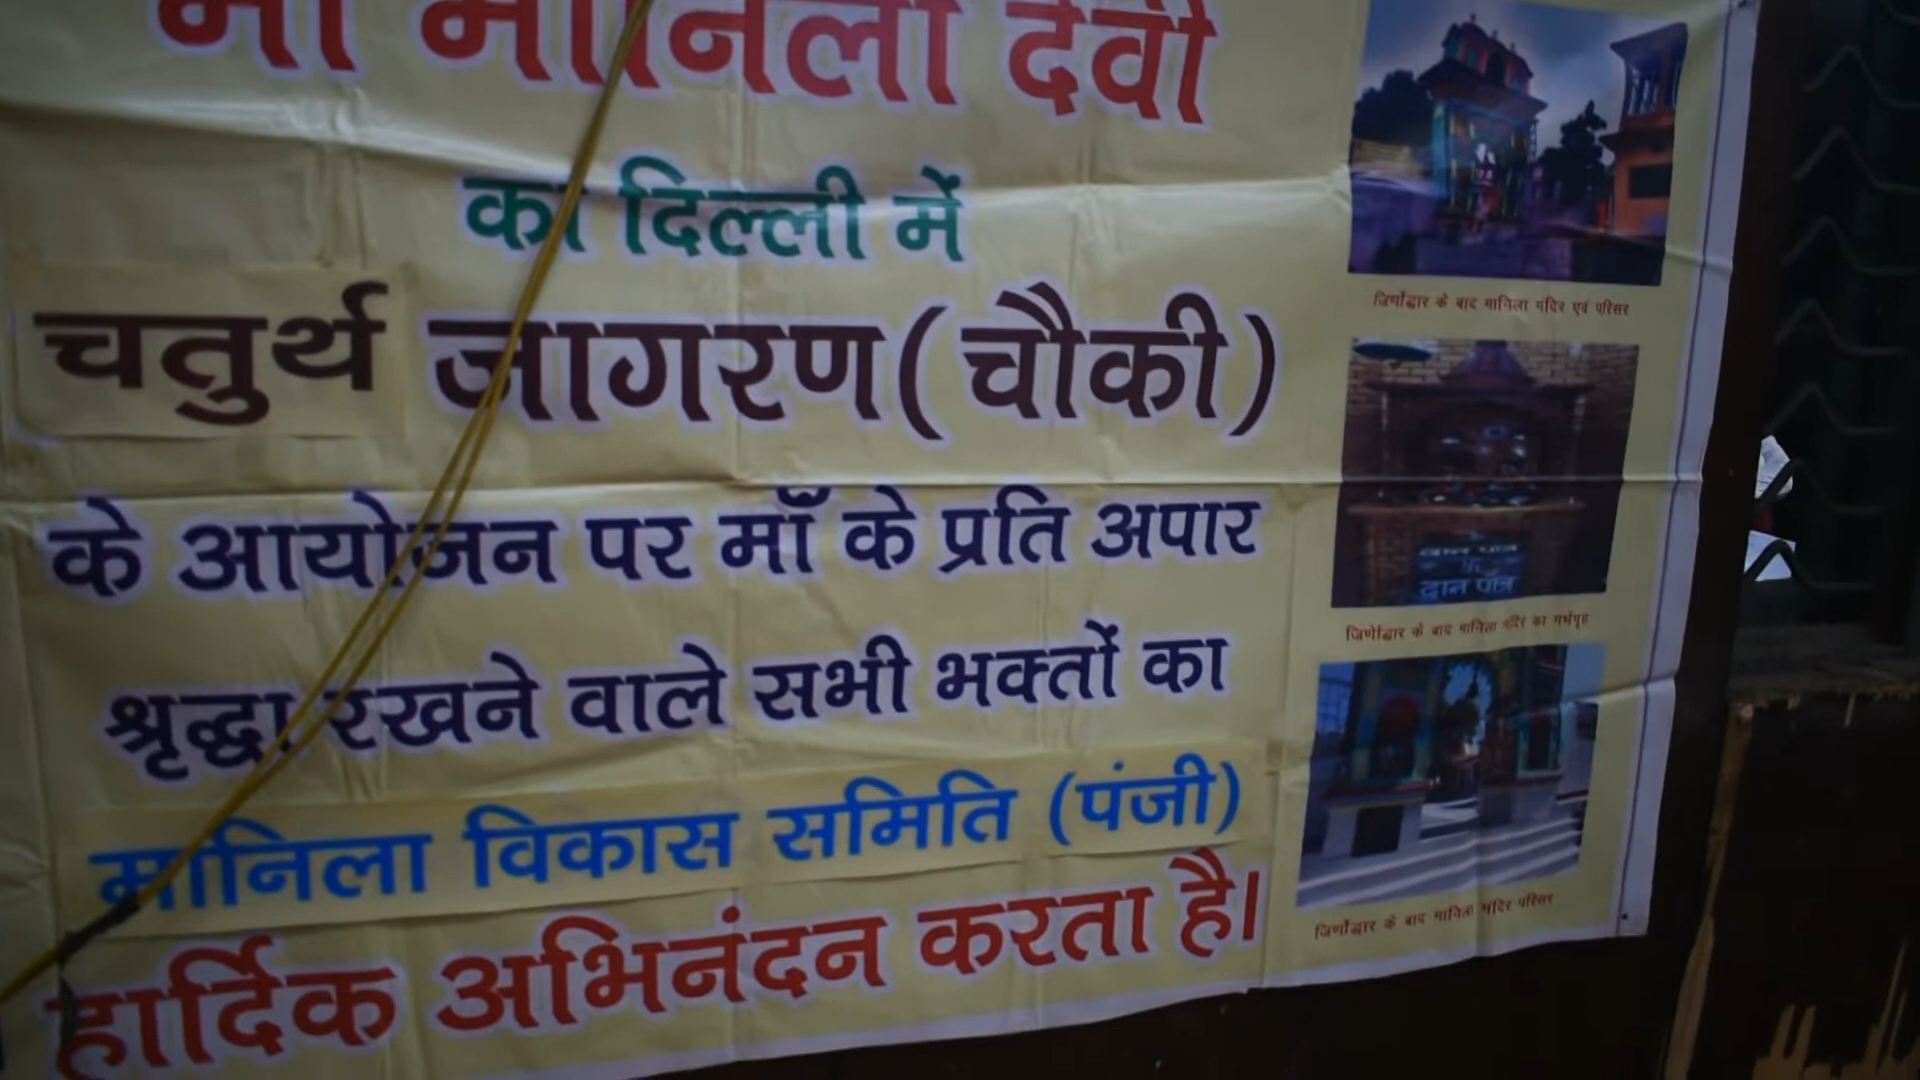 माँ मानिला देवी
का दिल्ली में
चतुर्थ जागरण(चौकी)
के आयोजन पर माँ के प्रति अपार
श्रृद्धा रखने वाले सभी भक्तों का
मानिला विकास समिति (पंजी)
हार्दिक अभिनंदन करता है।
जिर्णोद्धार के बाद मानिला मंदिर एवं परिसर
दान पात्र
जिर्णोद्धार के बाद मानिला मंदिर का गर्भगृह
जिर्णोद्धार के बाद मानिला मंदिर परिसर